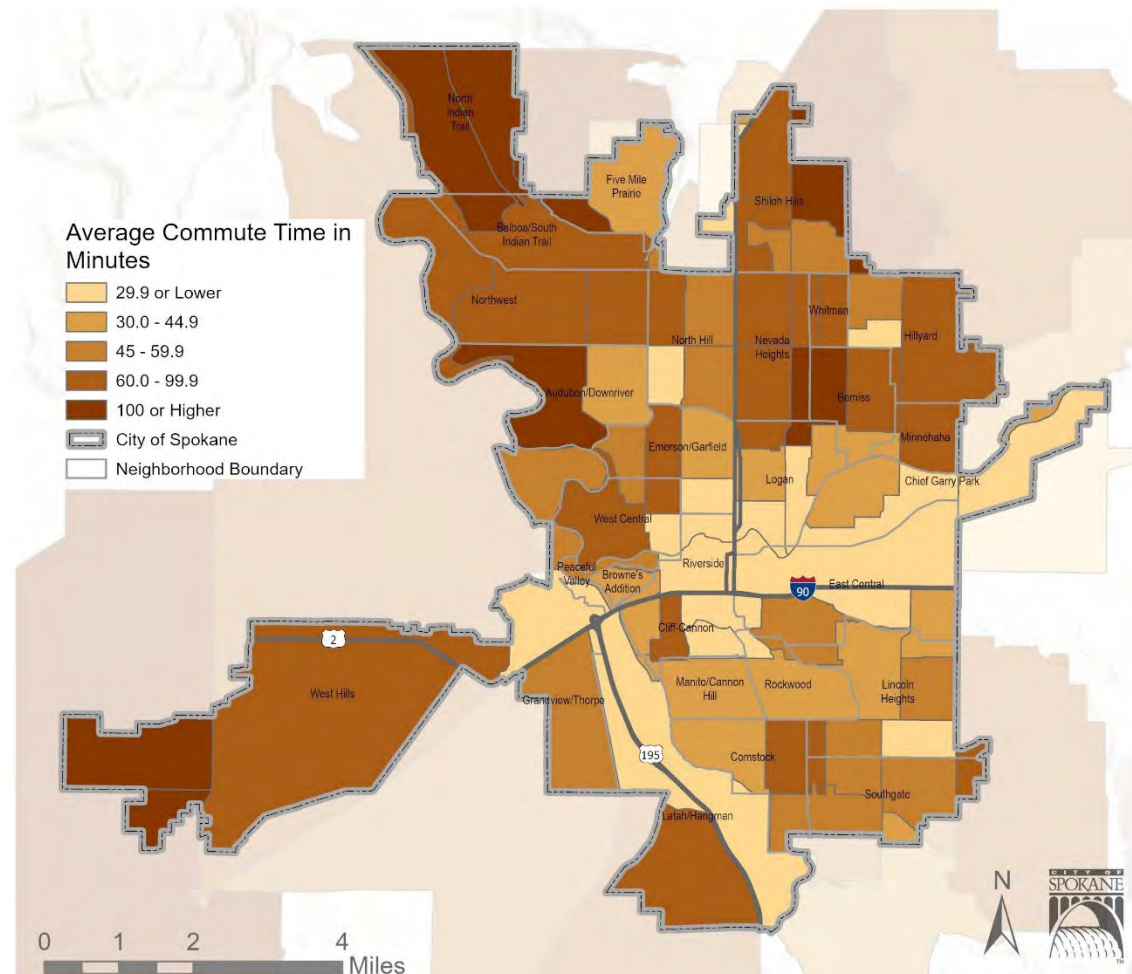 North
Indian
Trail
Five Mile
Prairie
Shiloh Hills
Balboa/South
Indian Trail
Average Commute Time in
Minutes
29.9 or Lower
30.0 - 44.9
45 - 59.9
60.0 - 99.9
100 or Higher
City of Spokane
Neighborhood Boundary
Northwest
Whitman
North Hill
Nevada
Heights
Hillyard
Audubon/Downriver
Bemiss
Emerson/Garfield
Minnehaha
Logan
Chief Garry Park
West Central
Riverside
Peaceful
Valley
Browne's
Addition
East Central
90
Cliff-Cannon
2
West Hills
Manito/Cannon
Hill
Rockwood
Lincoln
Heights
Grandview/Thorpe
195
Comstock
Southgate
Latah/Hangman
N
CITY OF
SPOKANE
0 1 2 4
Miles